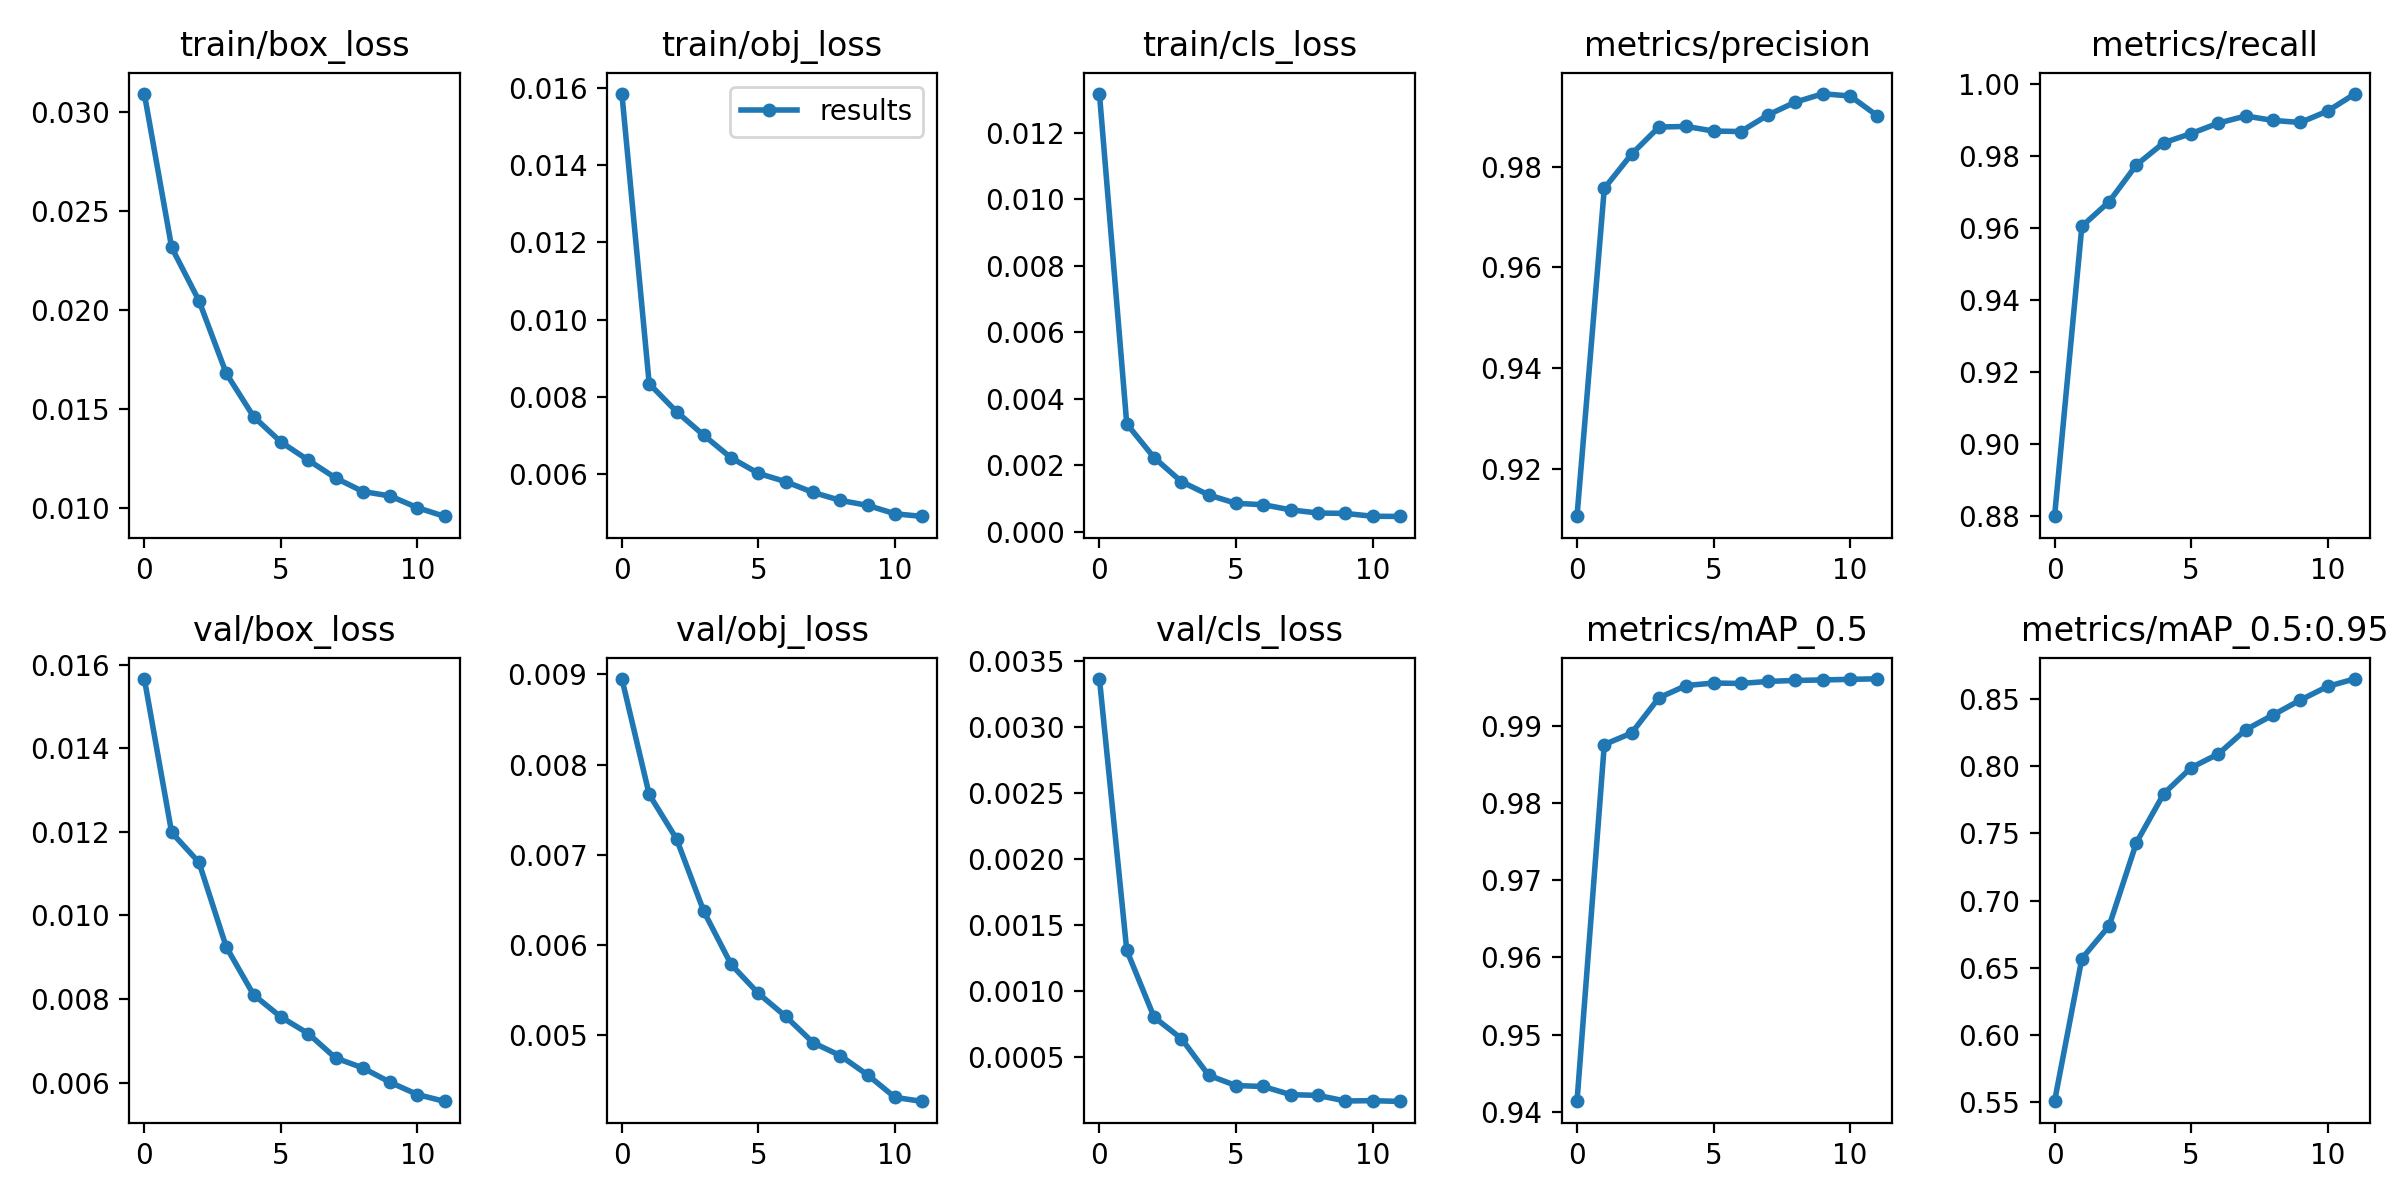 train/box_loss
0.030
0.025
0.020
0.015
0.010
0 5 10
train/obj_loss
results
0.016
0.014
0.012
0.010
0.008
0.006
0 5 10
train/cls_loss
0.012
0.010
0.008
0.006
0.004
0.002
0.000
0 5 10
metrics/precision
0.98
0.96
0.94
0.92
0 5 10
metrics/recall
1.00
0.98
0.96
0.94
0.92
0.90
0.88
0 5 10
val/box_loss
0.016
0.014
0.012
0.010
0.008
0.006
0 5 10
val/obj_loss
0.009
0.008
0.007
0.006
0.005
0 5 10
val/cls_loss
0.0035
0.0030
0.0025
0.0020
0.0015
0.0010
0.0005
0 5 10
metrics/mAP_0.5
0.99
0.98
0.97
0.96
0.95
0.94
0 5 10
metrics/mAP_0.5:0.95
0.85
0.80
0.75
0.70
0.65
0.60
0.55
0 5 10